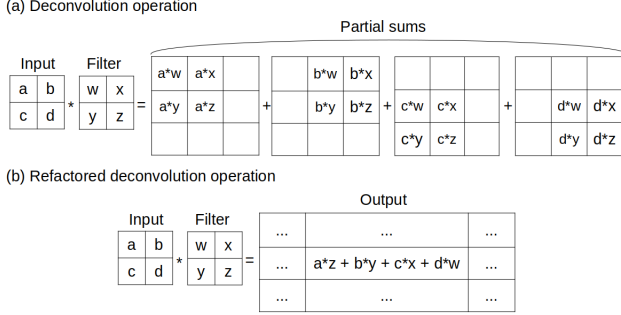 (a) Deconvolution operation
Partial sums
Input Filter
a b w x a*w a*x b*w b*x
* = + + +
c d y z a*y a*z b*y b*z c*w c*x d*w d*x
c*y c*z d*y d*z
(b) Refactored deconvolution operation
Output
Input Filter
a b w x ... ... ...
* = ... a*z + b*y + c*x + d*w ...
c d y z ... ... ...